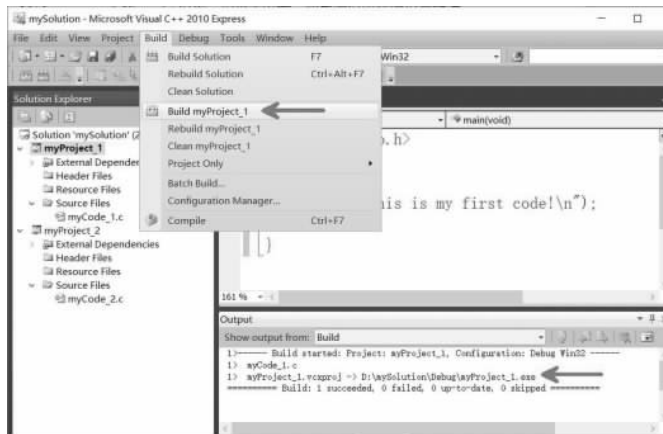 mySolution - Microsoft Visual C++ 2010 Express
File Edit View Project Build Debug Tools Window Help
Build Solution F7
Rebuild Solution Ctrl+Alt+F7
Clean Solution
Build myProject_1
Rebuild myProject_1
Clean myProject_1
Project Only
Batch Build...
Configuration Manager...
Compile Ctrl+F7
Win32
Solution Explorer
Solution 'mySolution' (2
myProject_1
External Depender
Header Files
Resource Files
Source Files
myCode_1.c
myProject_2
External Dependencies
Header Files
Resource Files
Source Files
myCode_2.c
main(void)
o.h>
his is my first code!\n");
}
161 %
Output
Show output from: Build
1>------ Build started: Project: myProject_1, Configuration: Debug Win32 ------
1> myCode_1.c
1> myProject_1.vcxproj -> D:\mySolution\Debug\myProject_1.exe
========== Build: 1 succeeded, 0 failed, 0 up-to-date, 0 skipped ==========